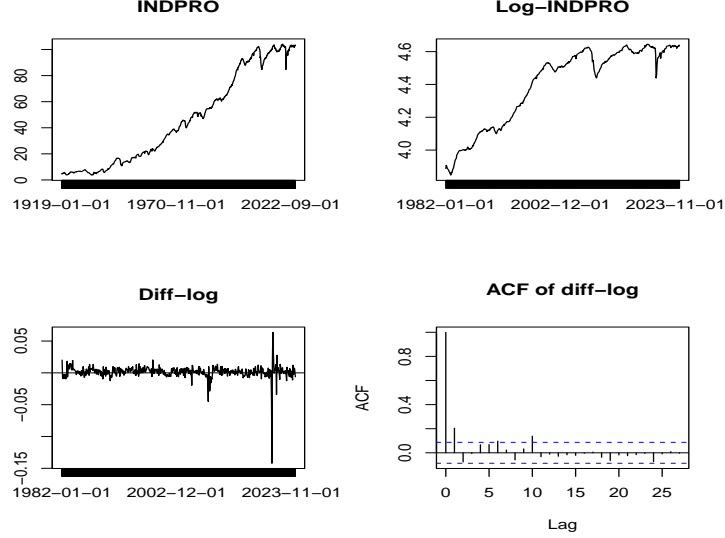 INDPRO
0 20 40 60 80
1919−01−01 1970−11−01 2022−09−01
Log−INDPRO
4.0 4.2 4.4 4.6
1982−01−01 2002−12−01 2023−11−01
Diff−log
−0.15 −0.05 0.05
1982−01−01 2002−12−01 2023−11−01
ACF of diff−log
ACF
0.0 0.4 0.8
0 5 10 15 20 25
Lag